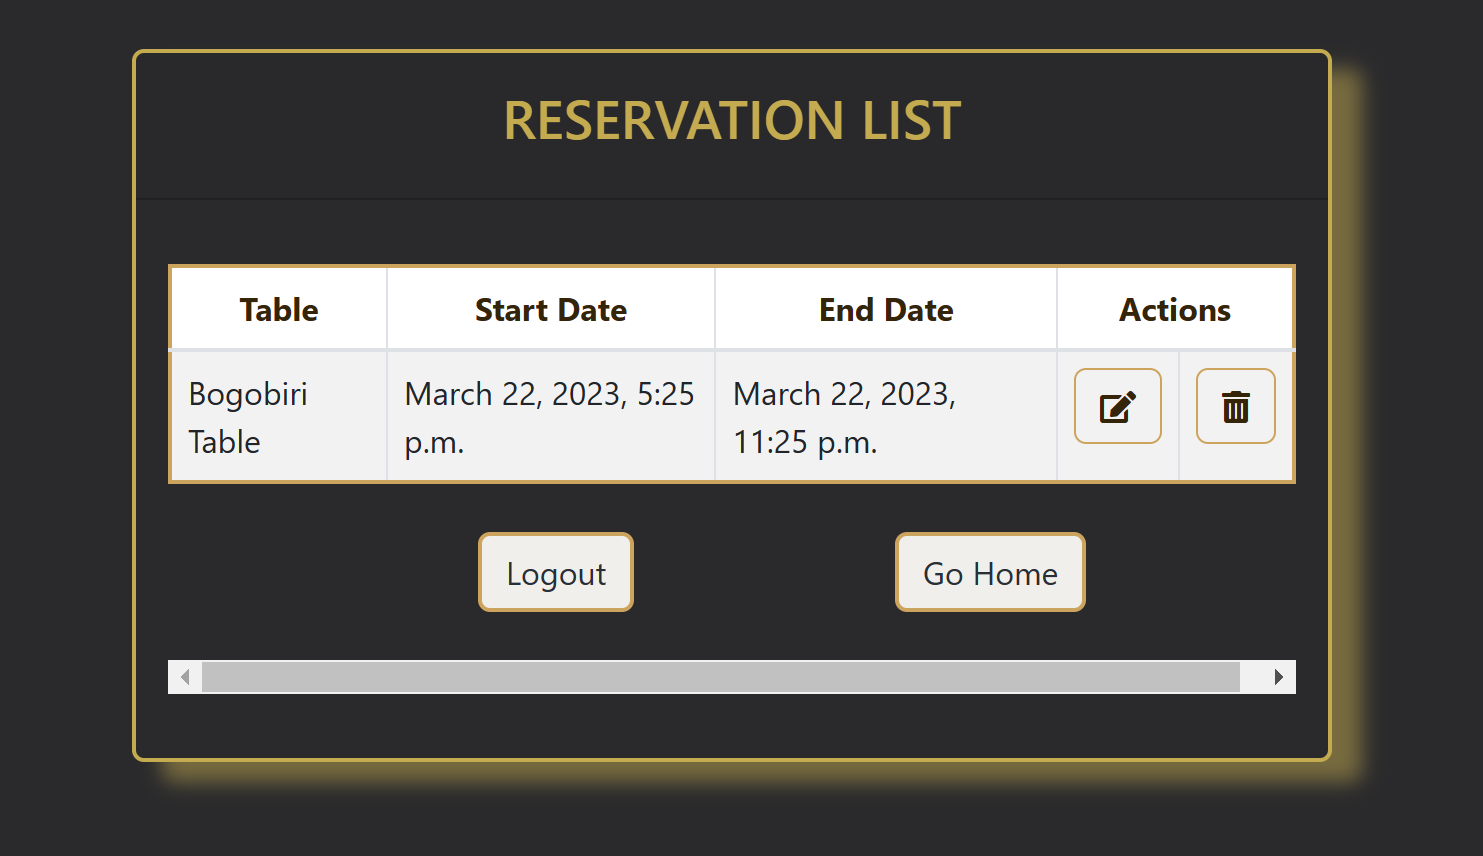 RESERVATION LIST
Table Start Date End Date Actions
Bogobiri March 22, 2023, 5:25 March 22, 2023,
Table p.m. 11:25 p.m.
Logout Go Home